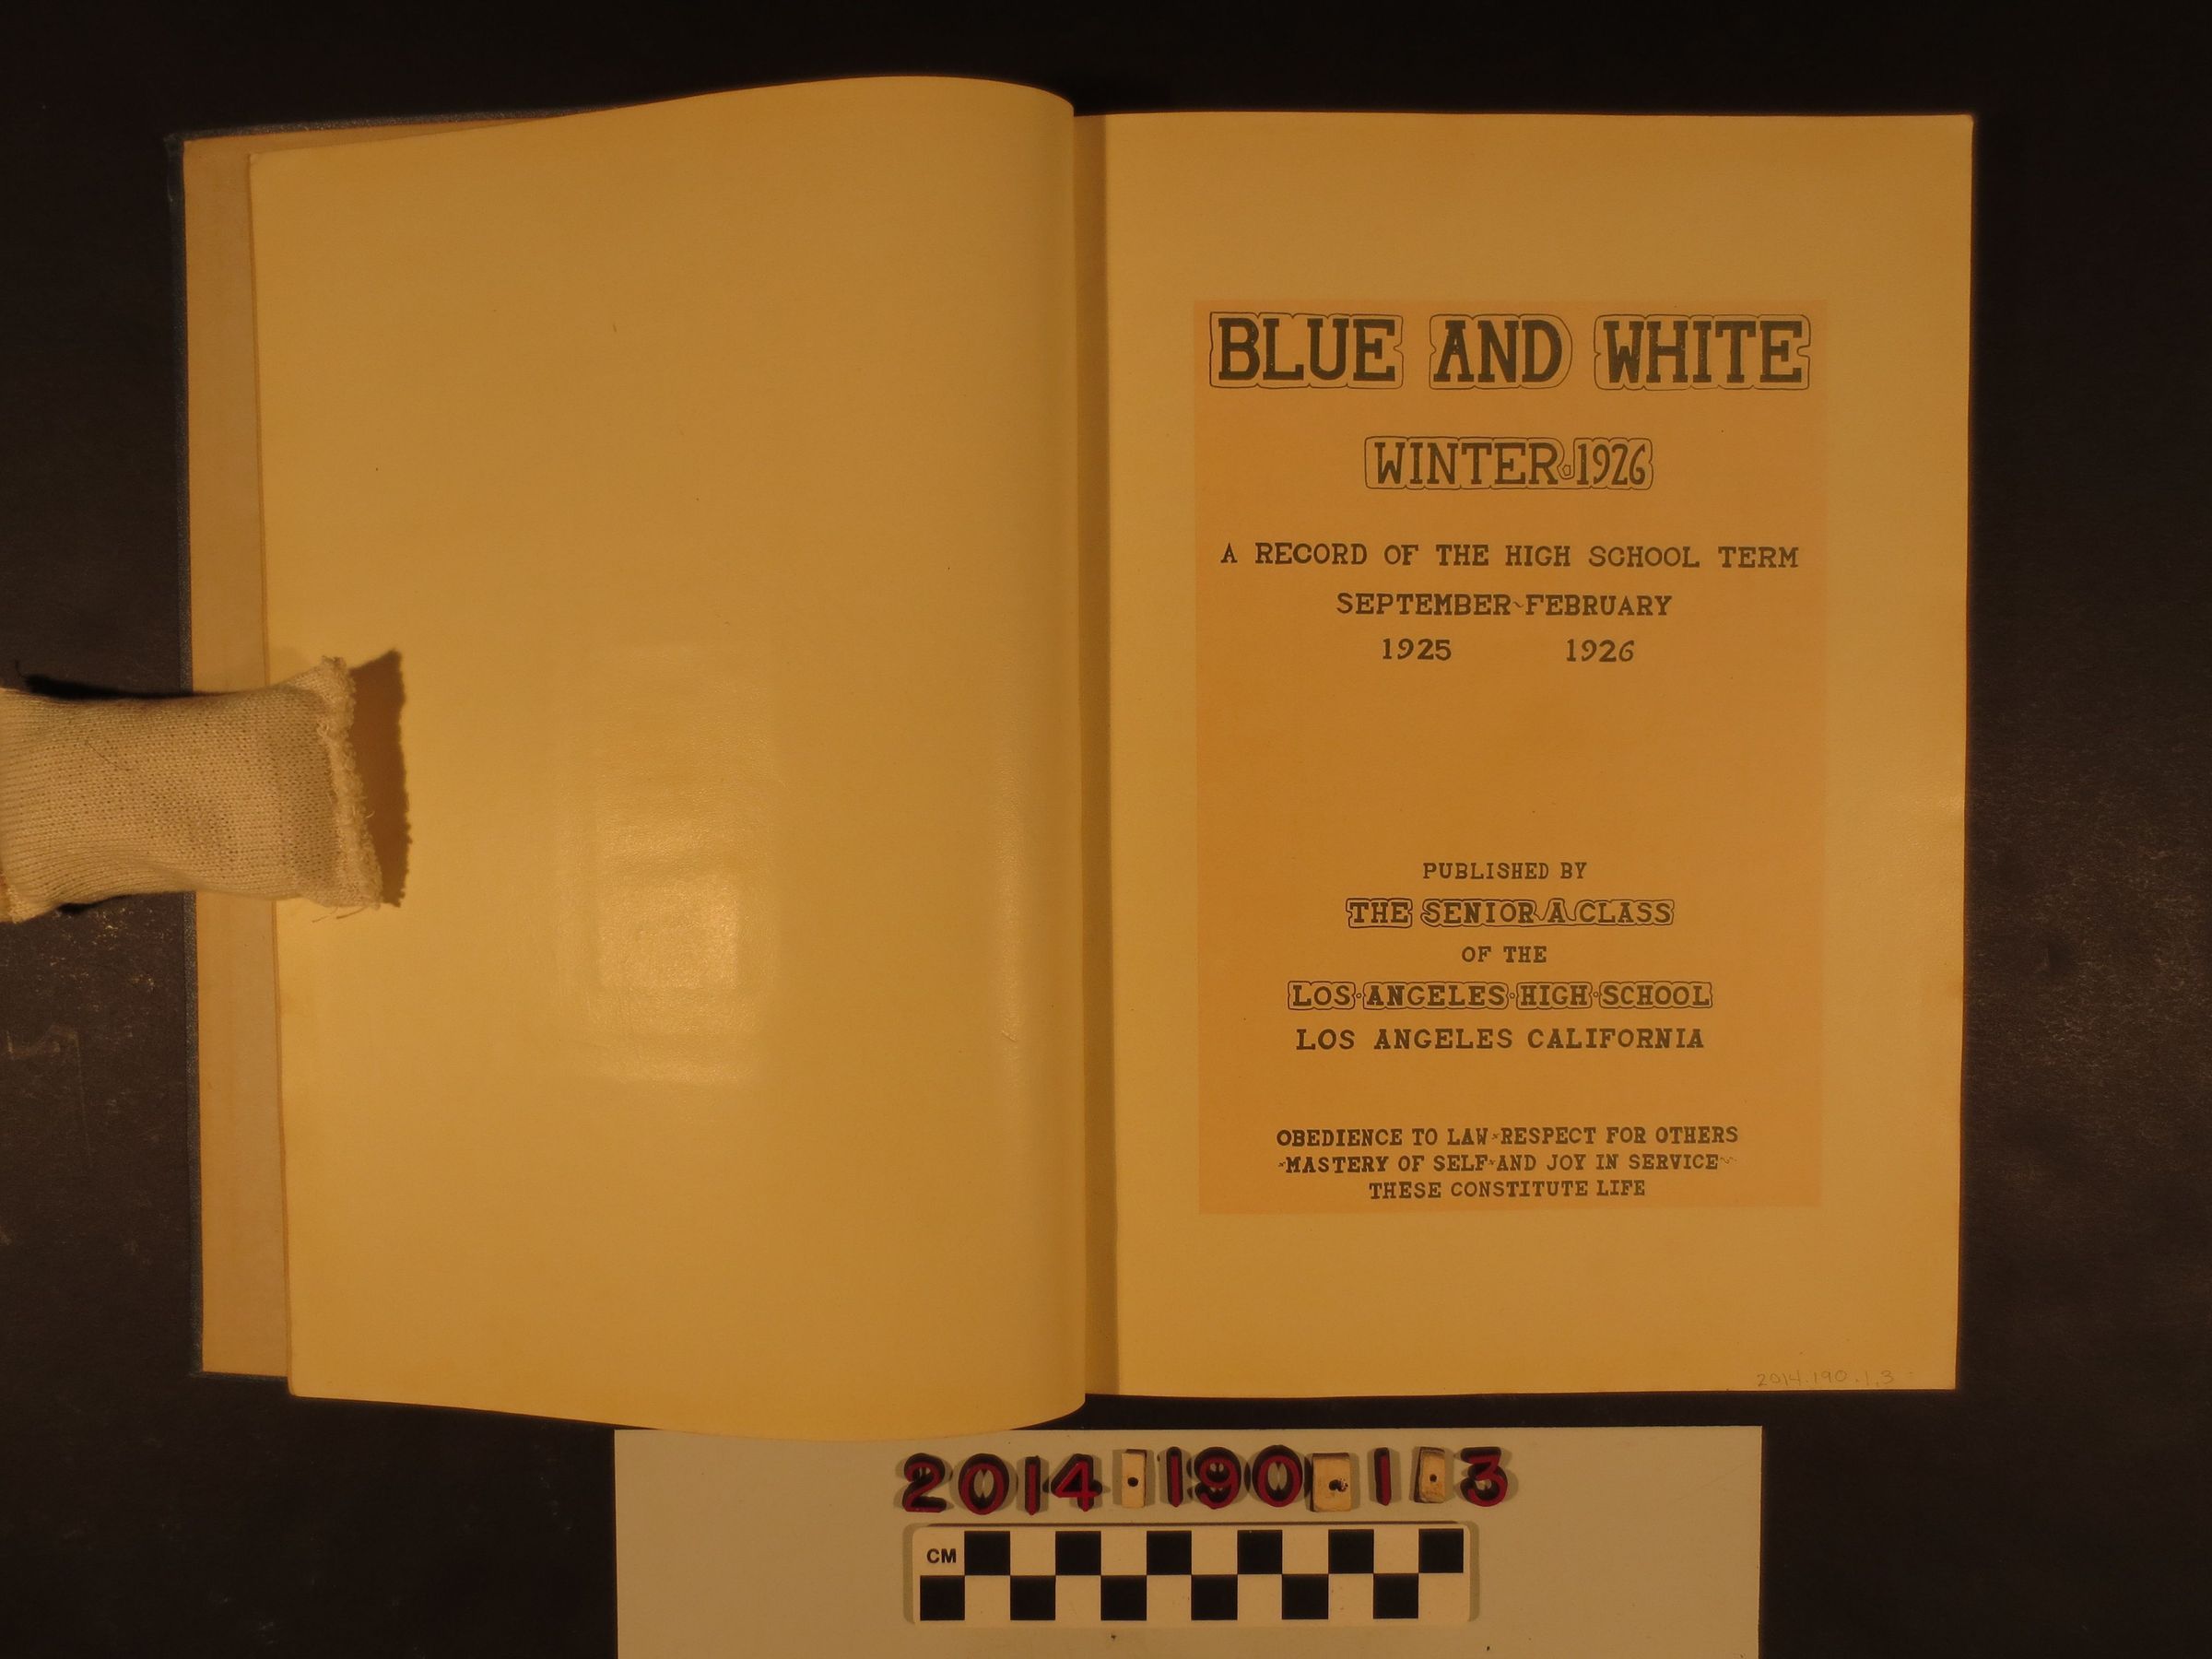 BLUE AND WHITE
WINTER 1926
A RECORD OF THE HIGH SCHOOL TERM
SEPTEMBER-FEBRUARY
1925 1926
PUBLISHED BY
THE SENIOR A CLASS
OF THE
LOS·ANGELES·HIGH·SCHOOL
LOS ANGELES CALIFORNIA
OBEDIENCE TO LAW-RESPECT FOR OTHERS
-MASTERY OF SELF-AND JOY IN SERVICE-
THESE CONSTITUTE LIFE
2014.190.1.3
2014·190·1·3
CM